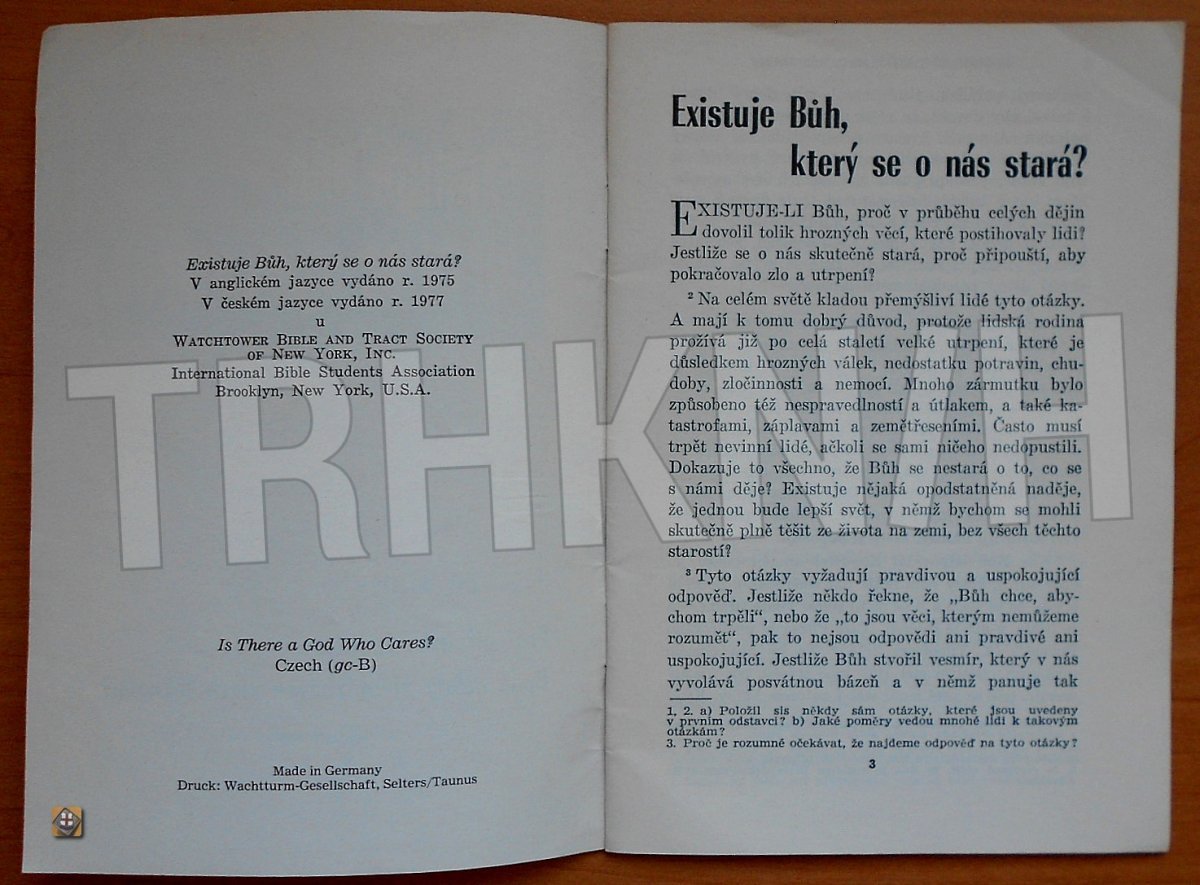 Existuje Bůh, který se o nás stará?
V anglickém jazyce vydáno r. 1975
V českém jazyce vydáno r. 1977
u
WATCHTOWER BIBLE AND TRACT SOCIETY
OF NEW YORK, INC.
International Bible Students Association
Brooklyn, New York, U.S.A.
Is There a God Who Cares?
Czech (gc-B)
Made in Germany
Druck: Wachtturm-Gesellschaft, Selters/Taunus
Existuje Bůh,
který se o nás stará?
EXISTUJE-LI Bůh, proč v průběhu celých dějin
dovolil tolik hrozných věcí, které postihovaly lidi?
Jestliže se o nás skutečně stará, proč připouští, aby
pokračovalo zlo a utrpení?
² Na celém světě kladou přemýšliví lidé tyto otázky.
A mají k tomu dobrý důvod, protože lidská rodina
prožívá již po celá staletí velké utrpení, které je
důsledkem hrozných válek, nedostatku potravin, chu-
doby, zločinnosti a nemocí. Mnoho zármutku bylo
způsobeno též nespravedlností a útlakem, a také ka-
tastrofami, záplavami a zemětřeseními. Často musí
trpět nevinní lidé, ačkoli se sami ničeho nedopustili.
Dokazuje to všechno, že Bůh se nestará o to, co se
s námi děje? Existuje nějaká opodstatněná naděje,
že jednou bude lepší svět, v němž bychom se mohli
skutečně plně těšit ze života na zemi, bez všech těchto
starostí?
³ Tyto otázky vyžadují pravdivou a uspokojující
odpověď. Jestliže někdo řekne, že „Bůh chce, aby-
chom trpěli“, nebo že „to jsou věci, kterým nemůžeme
rozumět“, pak to nejsou odpovědi ani pravdivé ani
uspokojující. Jestliže Bůh stvořil vesmír, který v nás
vyvolává posvátnou bázeň a v němž panuje tak
1, 2. a) Položil sis někdy sám otázky, které jsou uvedeny
v prvním odstavci? b) Jaké poměry vedou mnohé lidi k takovým
otázkám?
3. Proč je rozumné očekávat, že najdeme odpověď na tyto otázky?
3
TRHKNIH